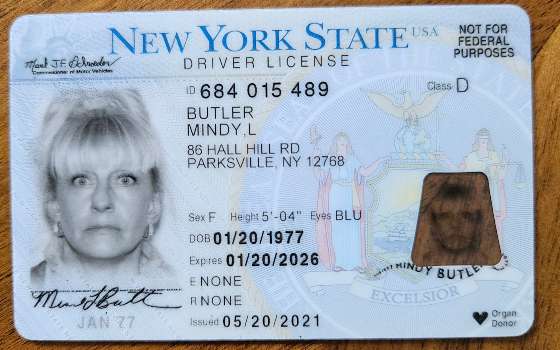 NEW YORK STATE USA
DRIVER LICENSE
NOT FOR
FEDERAL
PURPOSES
Mark J.F. Schroeder
Commissioner of Motor Vehicles
ID 684 015 489
Class D
BUTLER
MINDY,L
86 HALL HILL RD
PARKSVILLE, NY 12768
Sex F Height 5'-04" Eyes BLU
DOB 01/20/1977
Expires 01/20/2026
E NONE
R NONE
Issued 05/20/2021
JAN 77
MINDY BUTLER
EXCELSIOR
Organ
Donor